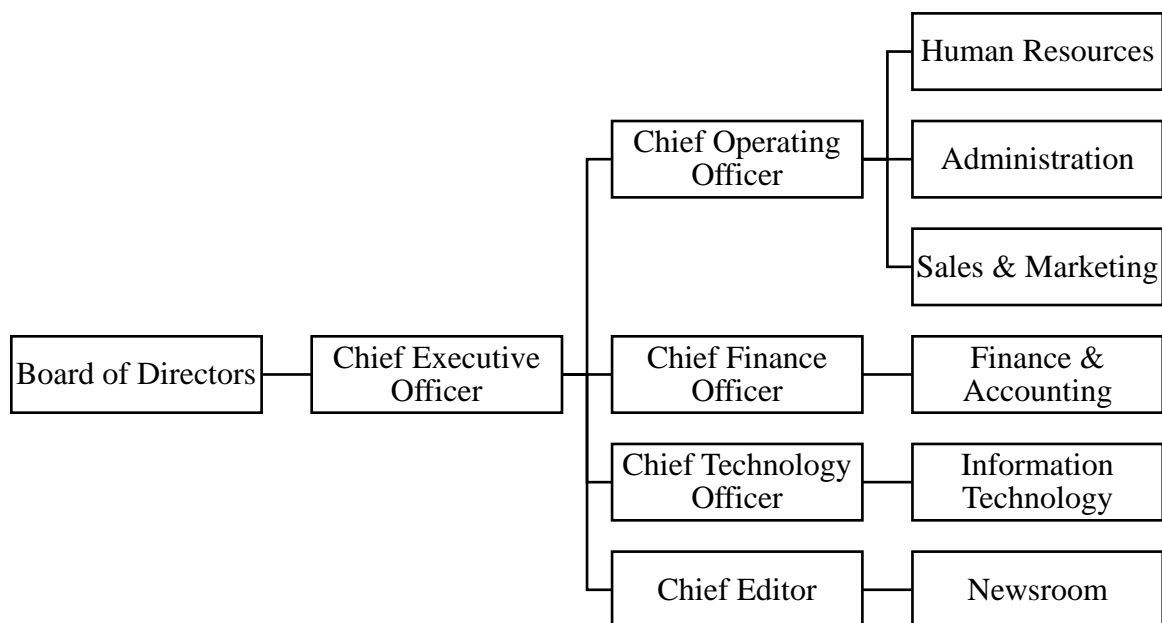 Human Resources
Chief Operating
Officer
Administration
Sales & Marketing
Board of Directors
Chief Executive
Officer
Chief Finance
Officer
Finance &
Accounting
Chief Technology
Officer
Information
Technology
Chief Editor
Newsroom